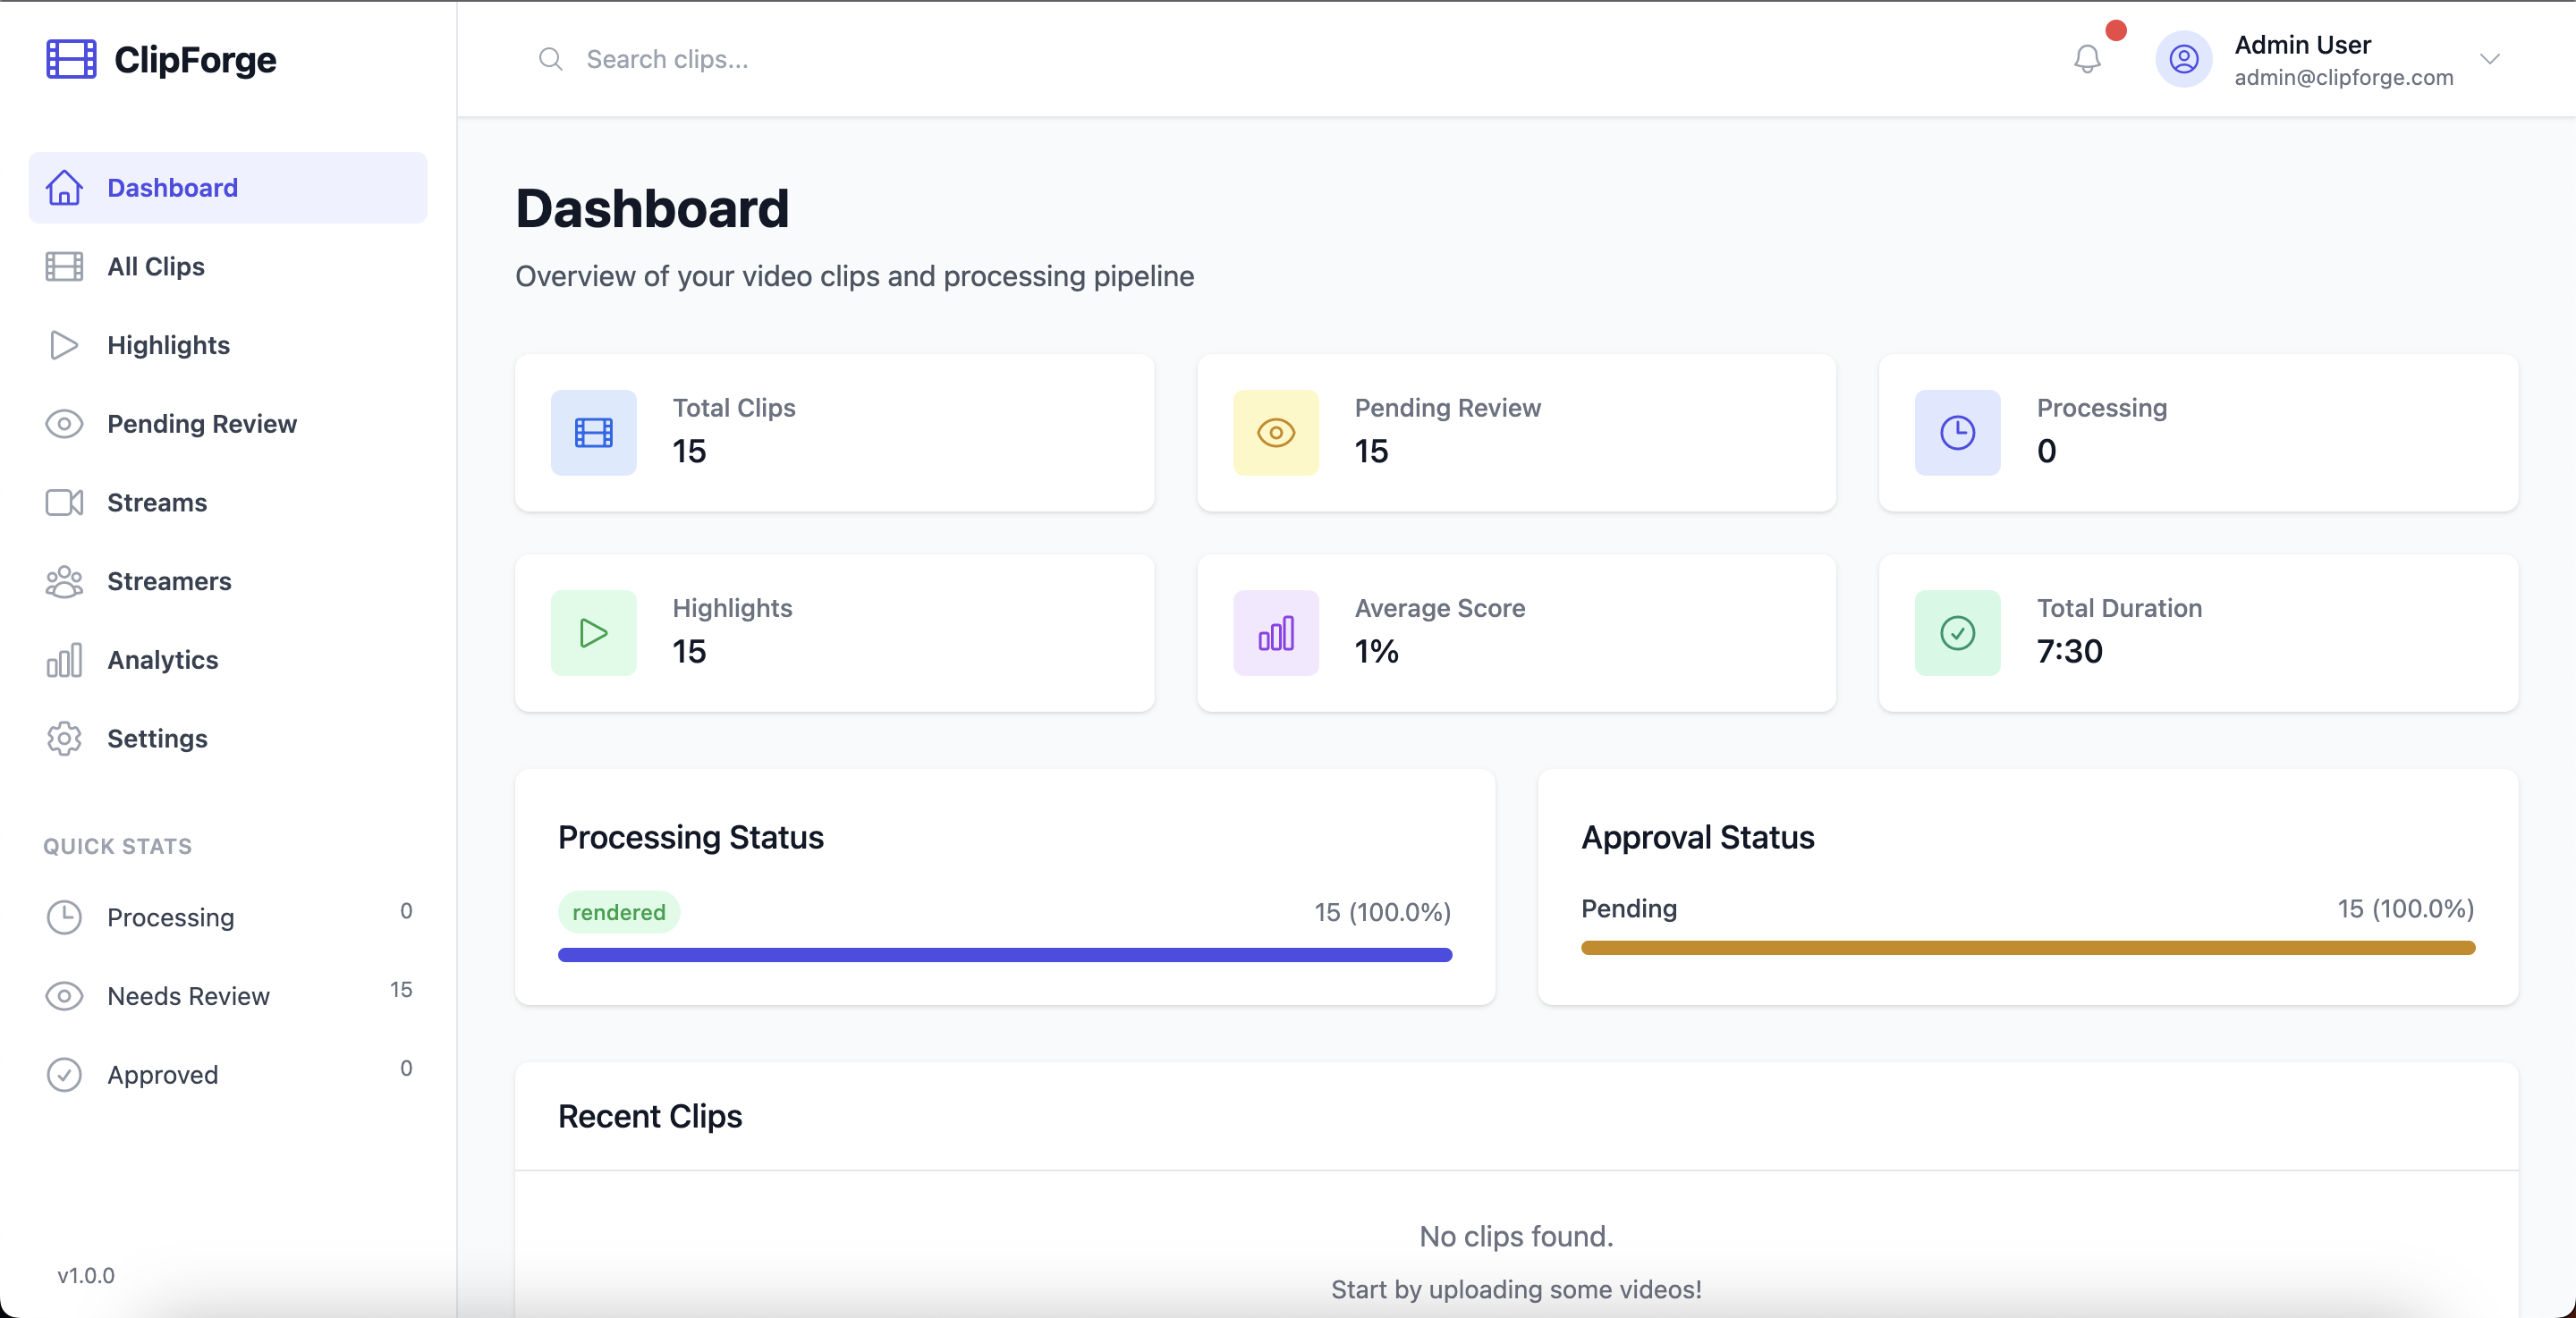 ClipForge
Search clips...
Admin User
admin@clipforge.com
Dashboard
All Clips
Highlights
Pending Review
Streams
Streamers
Analytics
Settings
QUICK STATS
Processing 0
Needs Review 15
Approved 0
v1.0.0
Dashboard
Overview of your video clips and processing pipeline
Total Clips
15
Pending Review
15
Processing
0
Highlights
15
Average Score
1%
Total Duration
7:30
Processing Status
rendered 15 (100.0%)
Approval Status
Pending 15 (100.0%)
Recent Clips
No clips found.
Start by uploading some videos!